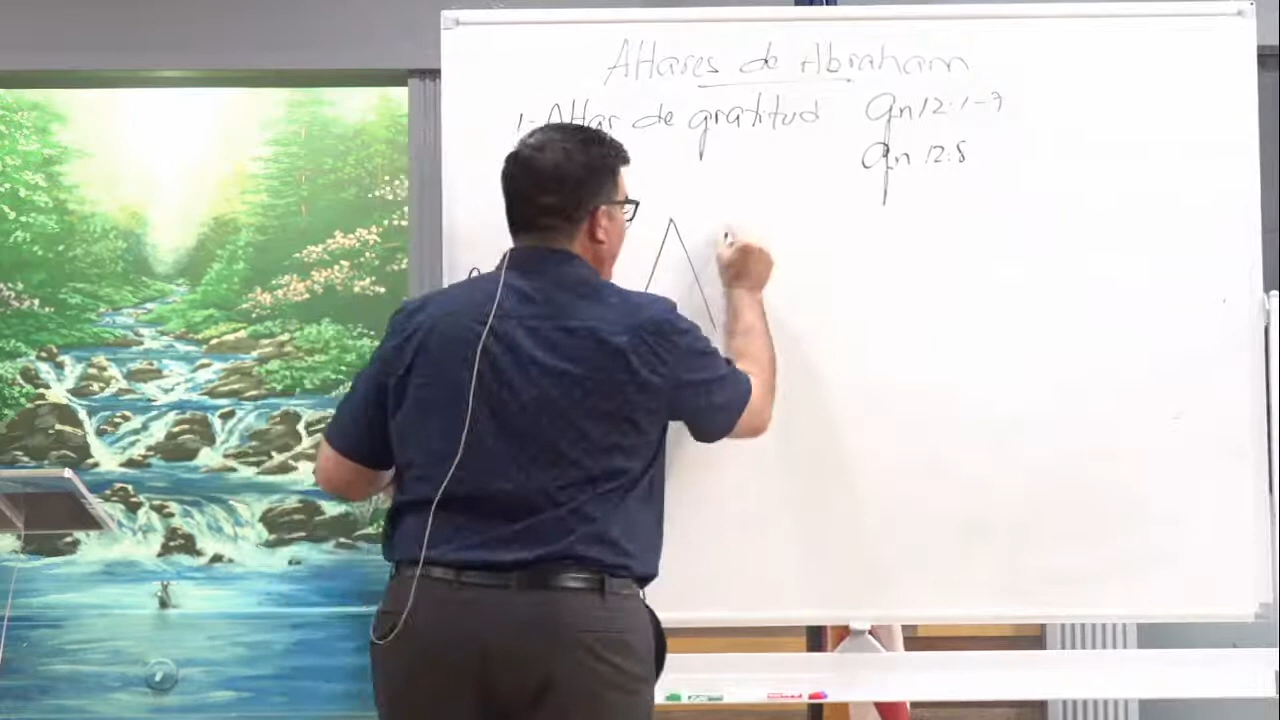 Altares de Abraham
1- Altar de gratitud Gn 12:1-7
Gn 12:8